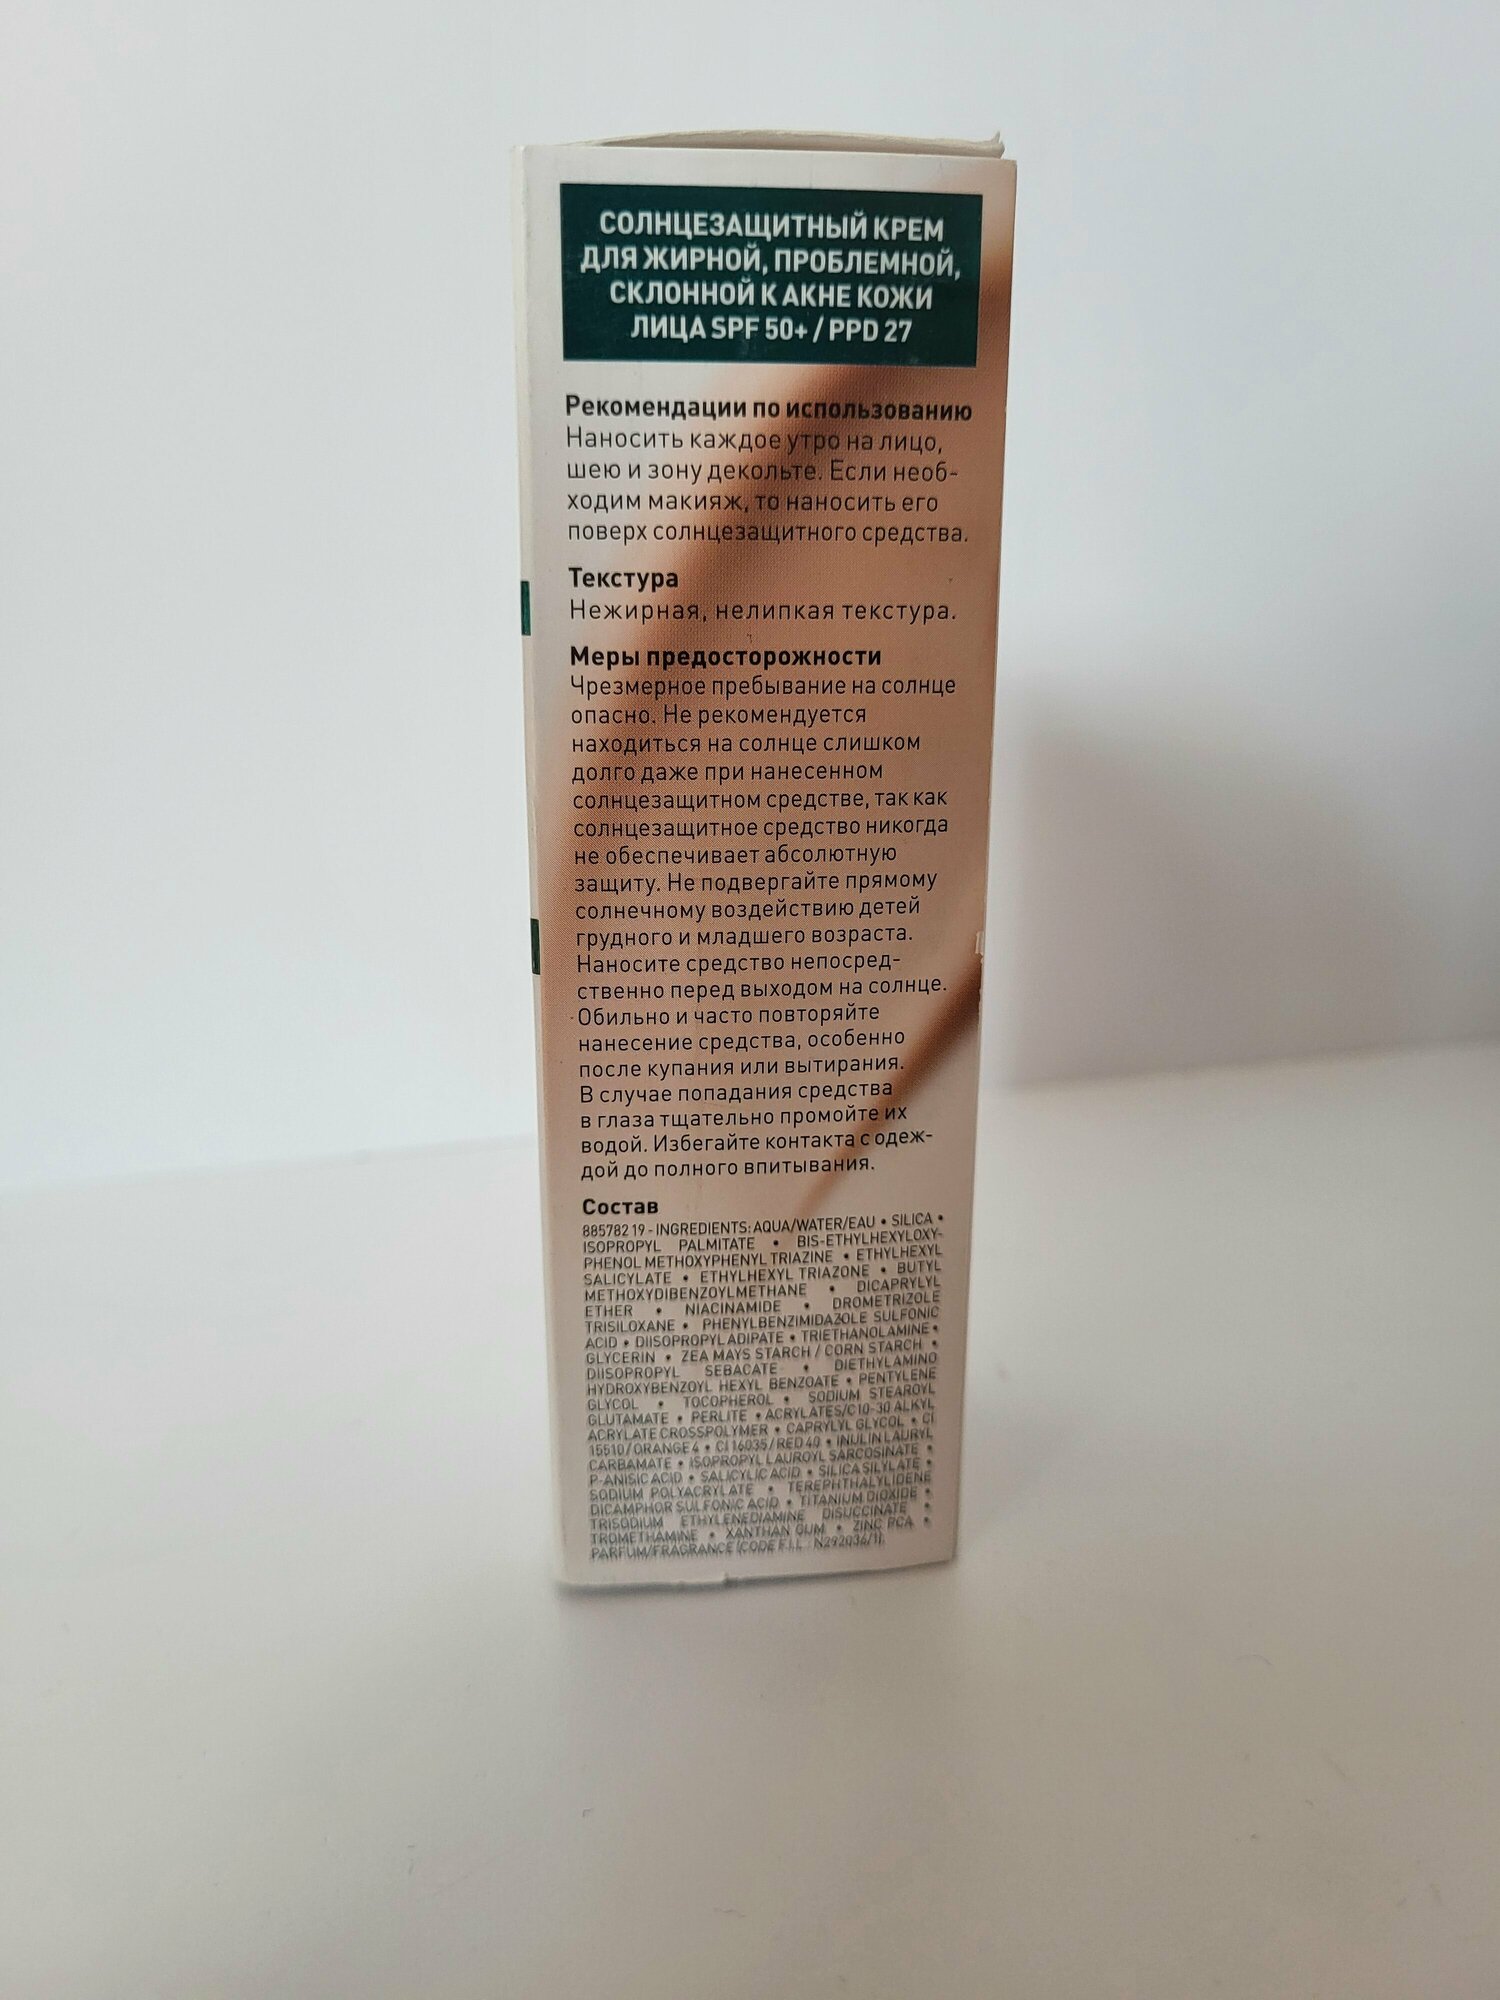 СОЛНЦЕЗАЩИТНЫЙ КРЕМ
ДЛЯ ЖИРНОЙ, ПРОБЛЕМНОЙ,
СКЛОННОЙ К АКНЕ КОЖИ
ЛИЦА SPF 50+ / PPD 27
Рекомендации по использованию
Наносить каждое утро на лицо,
шею и зону декольте. Если необ-
ходим макияж, то наносить его
поверх солнцезащитного средства.
Текстура
Нежирная, нелипкая текстура.
Меры предосторожности
Чрезмерное пребывание на солнце
опасно. Не рекомендуется
находиться на солнце слишком
долго даже при нанесенном
солнцезащитном средстве, так как
солнцезащитное средство никогда
не обеспечивает абсолютную
защиту. Не подвергайте прямому
солнечному воздействию детей
грудного и младшего возраста.
Наносите средство непосред-
ственно перед выходом на солнце.
Обильно и часто повторяйте
нанесение средства, особенно
после купания или вытирания.
В случае попадания средства
в глаза тщательно промойте их
водой. Избегайте контакта с одеж-
дой до полного впитывания.
Состав
885782 19 - INGREDIENTS: AQUA/WATER/EAU • SILICA •
ISOPROPYL PALMITATE • BIS-ETHYLHEXYLOXY-
PHENOL METHOXYPHENYL TRIAZINE • ETHYLHEXYL
SALICYLATE • ETHYLHEXYL TRIAZONE • BUTYL
METHOXYDIBENZOYLMETHANE • DICAPRYLYL
ETHER • NIACINAMIDE • DROMETRIZOLE
TRISILOXANE • PHENYLBENZIMIDAZOLE SULFONIC
ACID • DIISOPROPYL ADIPATE • TRIETHANOLAMINE •
GLYCERIN • ZEA MAYS STARCH / CORN STARCH •
DIISOPROPYL SEBACATE • DIETHYLAMINO
HYDROXYBENZOYL HEXYL BENZOATE • PENTYLENE
GLYCOL • TOCOPHEROL • SODIUM STEAROYL
GLUTAMATE • PERLITE • ACRYLATES/C10-30 ALKYL
ACRYLATE CROSSPOLYMER • CAPRYLYL GLYCOL • CI
15510/ORANGE 4 • CI 16035/RED 40 • INULIN LAURYL
CARBAMATE • ISOPROPYL LAUROYL SARCOSINATE •
P-ANISIC ACID • SALICYLIC ACID • SILICA SILYLATE •
SODIUM POLYACRYLATE • TEREPHTHALYLIDENE
DICAMPHOR SULFONIC ACID • TITANIUM DIOXIDE •
TRISODIUM ETHYLENEDIAMINE DISUCCINATE •
TROMETHAMINE • XANTHAN GUM • ZINC PCA •
PARFUM/FRAGRANCE (CODE F.I.L.: N292036/1).